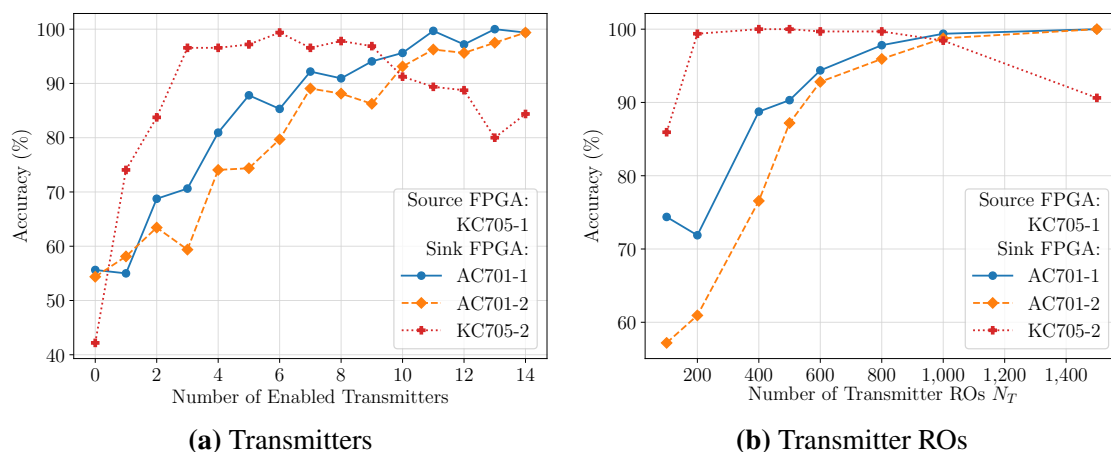 Accuracy (%)
100
90
80
70
60
50
40
0
2
4
6
8
10
12
14
Number of Enabled Transmitters
Source FPGA:
KC705-1
Sink FPGA:
AC701-1
AC701-2
KC705-2
(a) Transmitters
Accuracy (%)
100
90
80
70
60
200
400
600
800
1,000
1,200
1,400
Number of Transmitter ROs N_T
Source FPGA:
KC705-1
Sink FPGA:
AC701-1
AC701-2
KC705-2
(b) Transmitter ROs